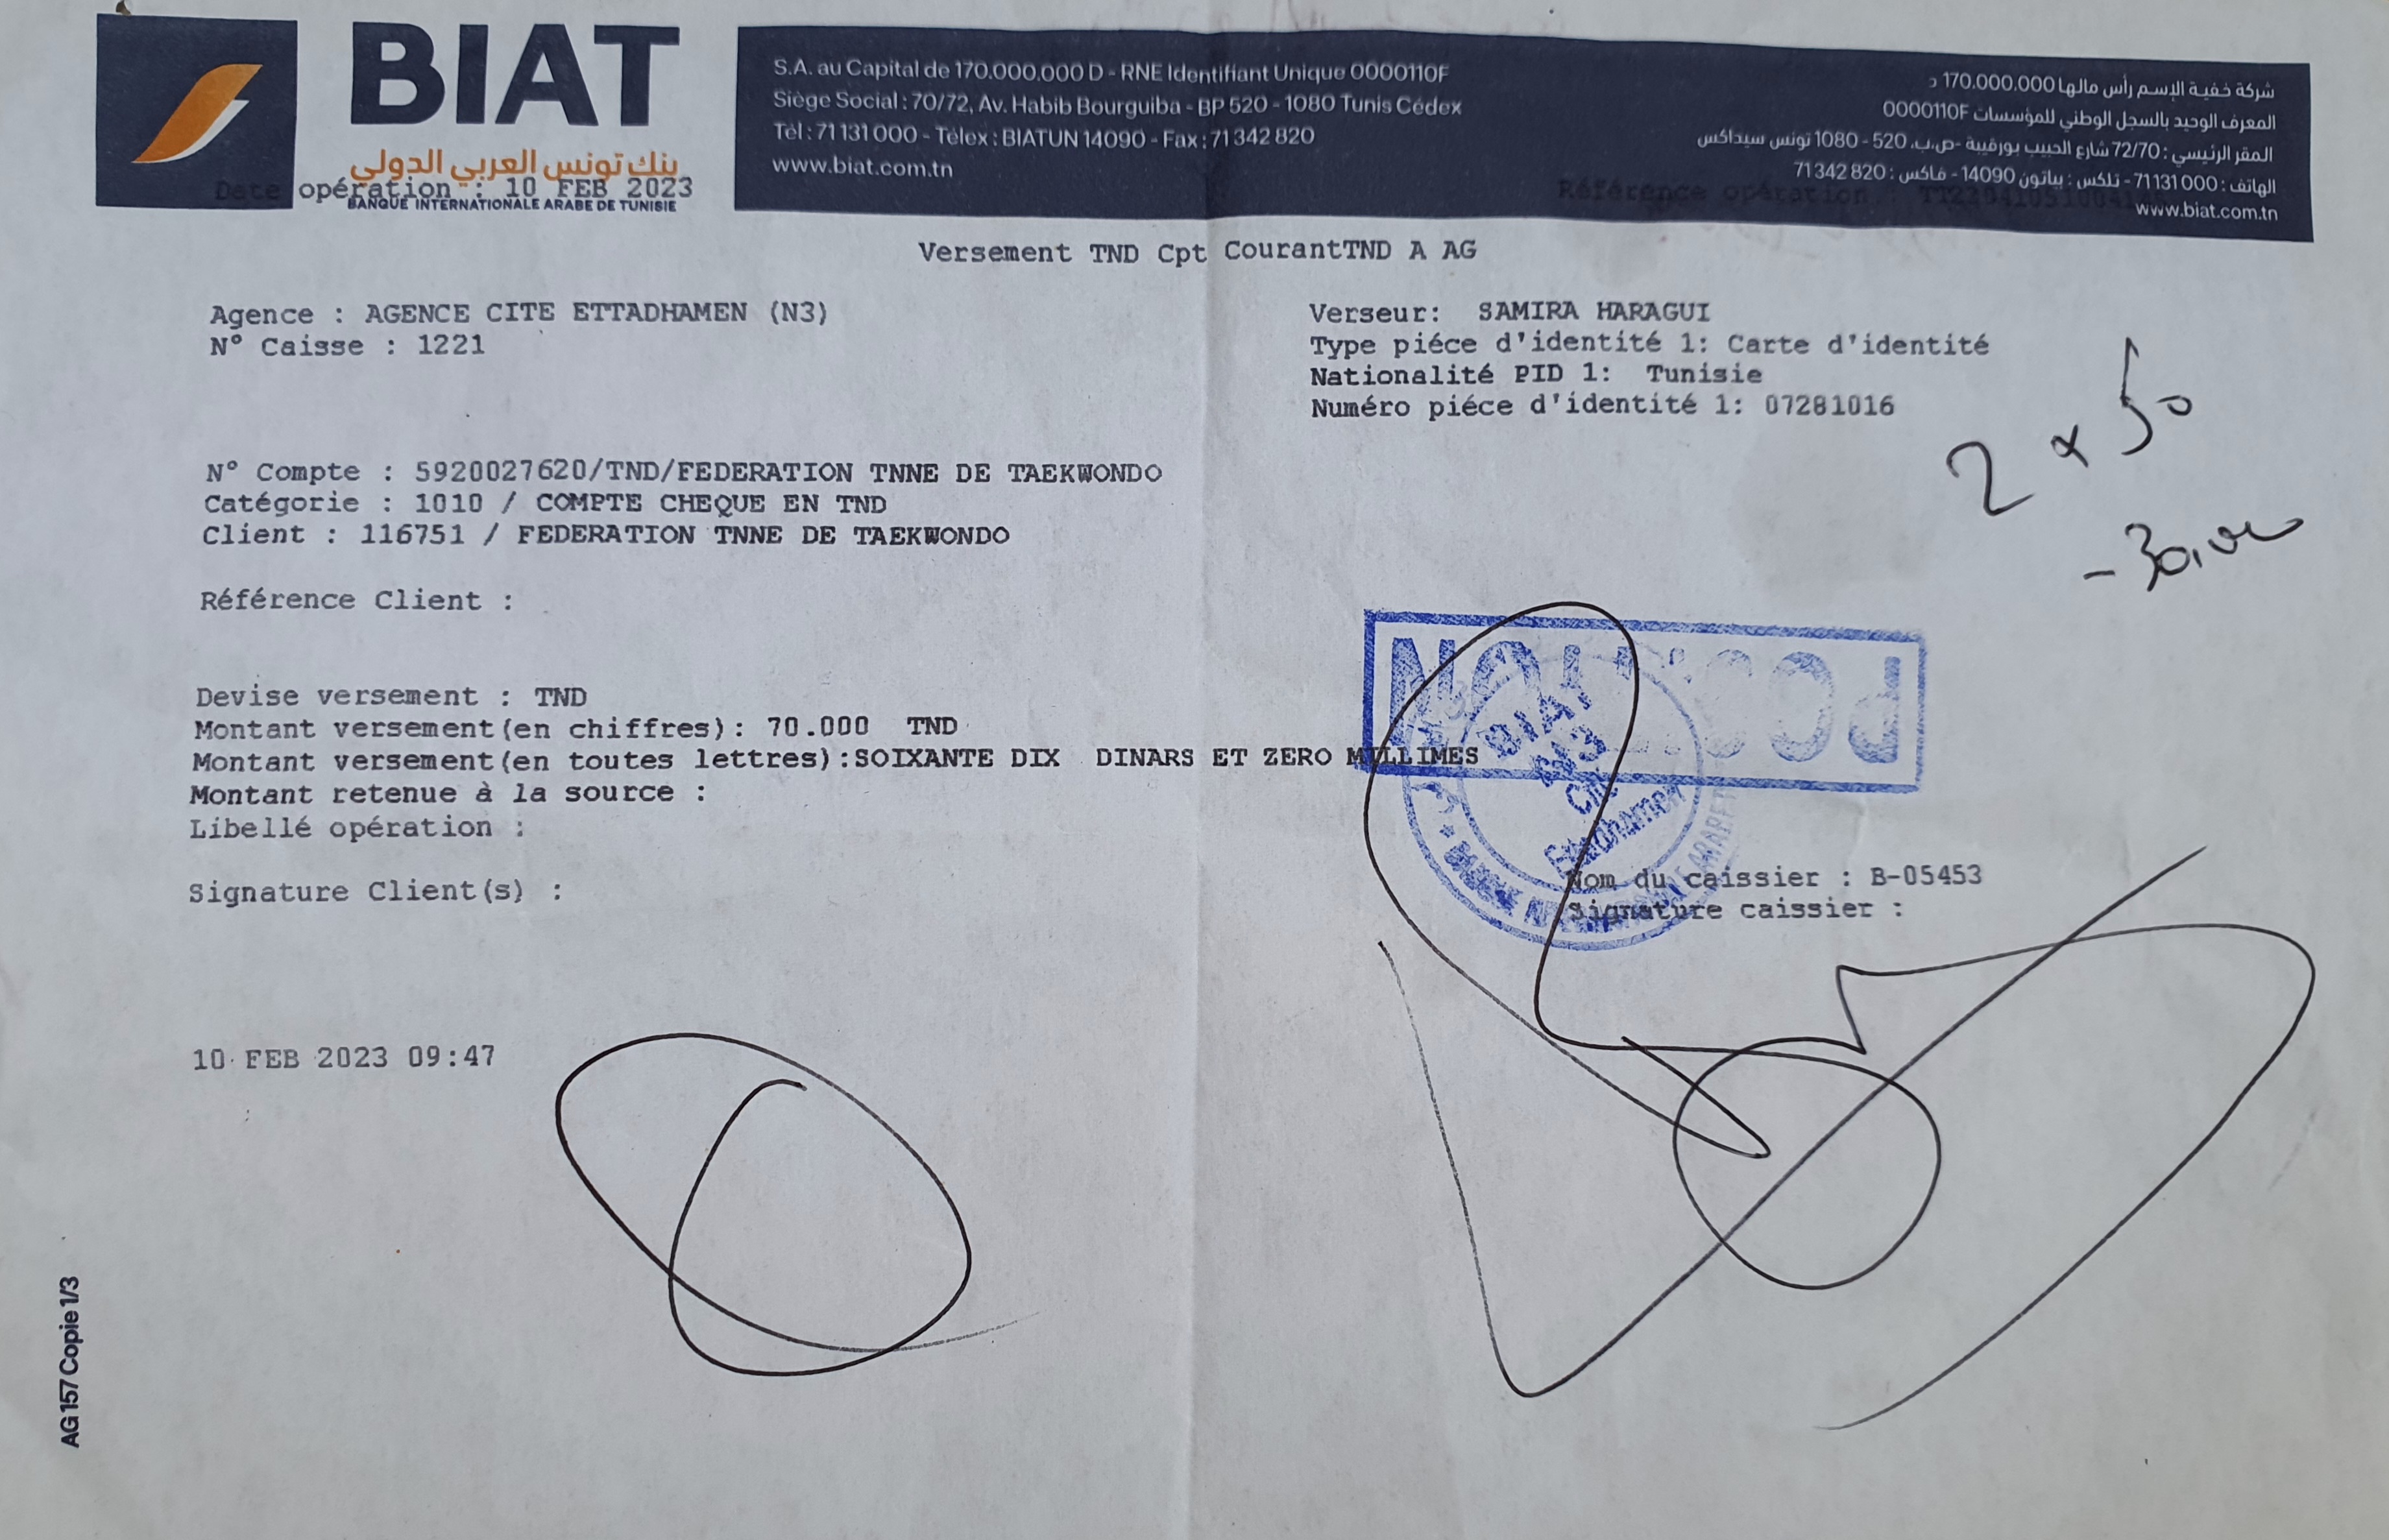 BIAT
بنك تونس العربي الدولي
BANQUE INTERNATIONALE ARABE DE TUNISIE
S.A. au Capital de 170.000.000 D - RNE Identifiant Unique 0000110F
Siège Social : 70/72, Av. Habib Bourguiba - BP 520 - 1080 Tunis Cédex
Tél : 71 131 000 - Télex : BIATUN 14090 - Fax : 71 342 820
www.biat.com.tn
شركة خفية الإسم رأس مالها 170.000.000 د
المعرف الوحيد بالسجل الوطني للمؤسسات 0000110F
المقر الرئيسي : 72/70 شارع الحبيب بورقيبة -ص.ب. 520 - 1080 تونس سيداكس
الهاتف : 71131000 - تلكس : بياتون 14090 - فاكس : 71342820
www.biat.com.tn
Date opération : 10 FEB 2023
Référence opération :
Versement TND Cpt CourantTND A AG
Agence : AGENCE CITE ETTADHAMEN (N3)
N° Caisse : 1221
Verseur: SAMIRA HARAGUI
Type piéce d'identité 1: Carte d'identité
Nationalité PID 1: Tunisie
Numéro piéce d'identité 1: 07281016
2 x 50
- 30,00
N° Compte : 5920027620/TND/FEDERATION TNNE DE TAEKWONDO
Catégorie : 1010 / COMPTE CHEQUE EN TND
Client : 116751 / FEDERATION TNNE DE TAEKWONDO
Référence Client :
Devise versement : TND
Montant versement(en chiffres): 70.000 TND
Montant versement(en toutes lettres):SOIXANTE DIX DINARS ET ZERO MILLIMES
Montant retenue à la source :
Libellé opération :
BIAT
N3
Cité
Ettadhamen
Signature Client(s) :
Nom du caissier : B-05453
Signature caissier :
10 FEB 2023 09:47
AG 157 Copie 1/3